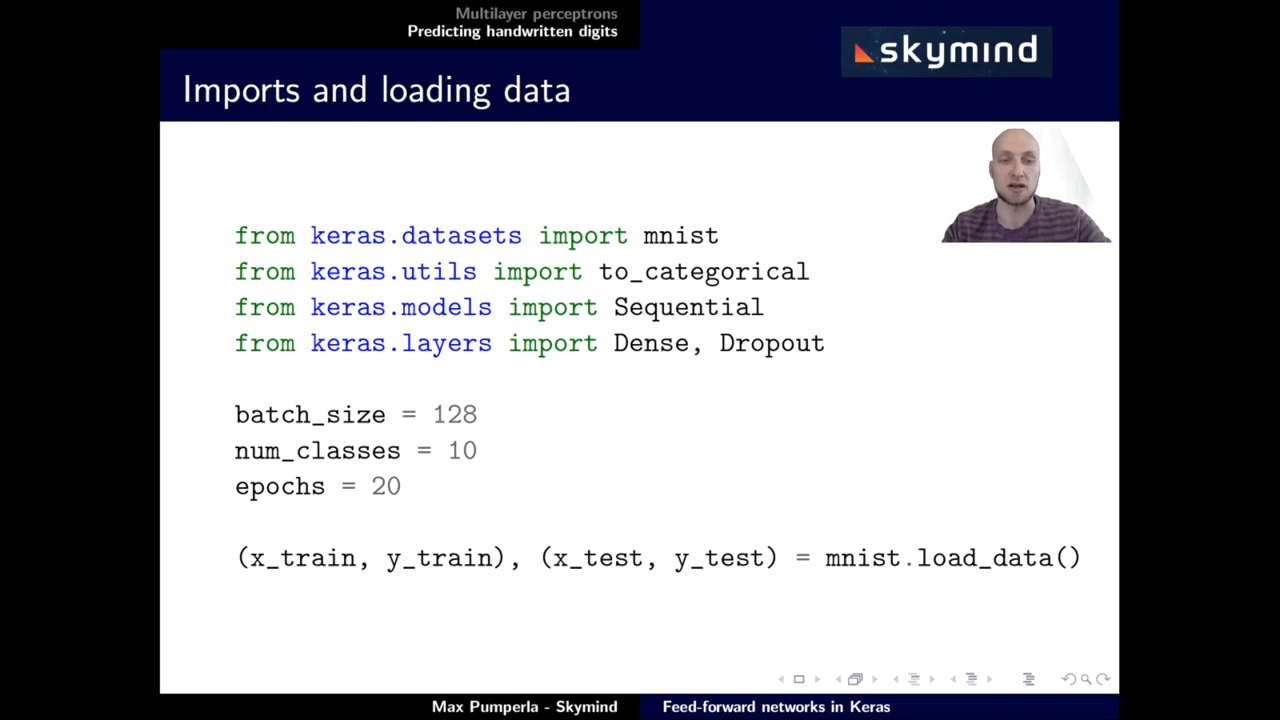 Multilayer perceptrons
Predicting handwritten digits
skymind
Imports and loading data
from keras.datasets import mnist
from keras.utils import to_categorical
from keras.models import Sequential
from keras.layers import Dense, Dropout
batch_size = 128
num_classes = 10
epochs = 20
(x_train, y_train), (x_test, y_test) = mnist.load_data()
Max Pumperla - Skymind
Feed-forward networks in Keras